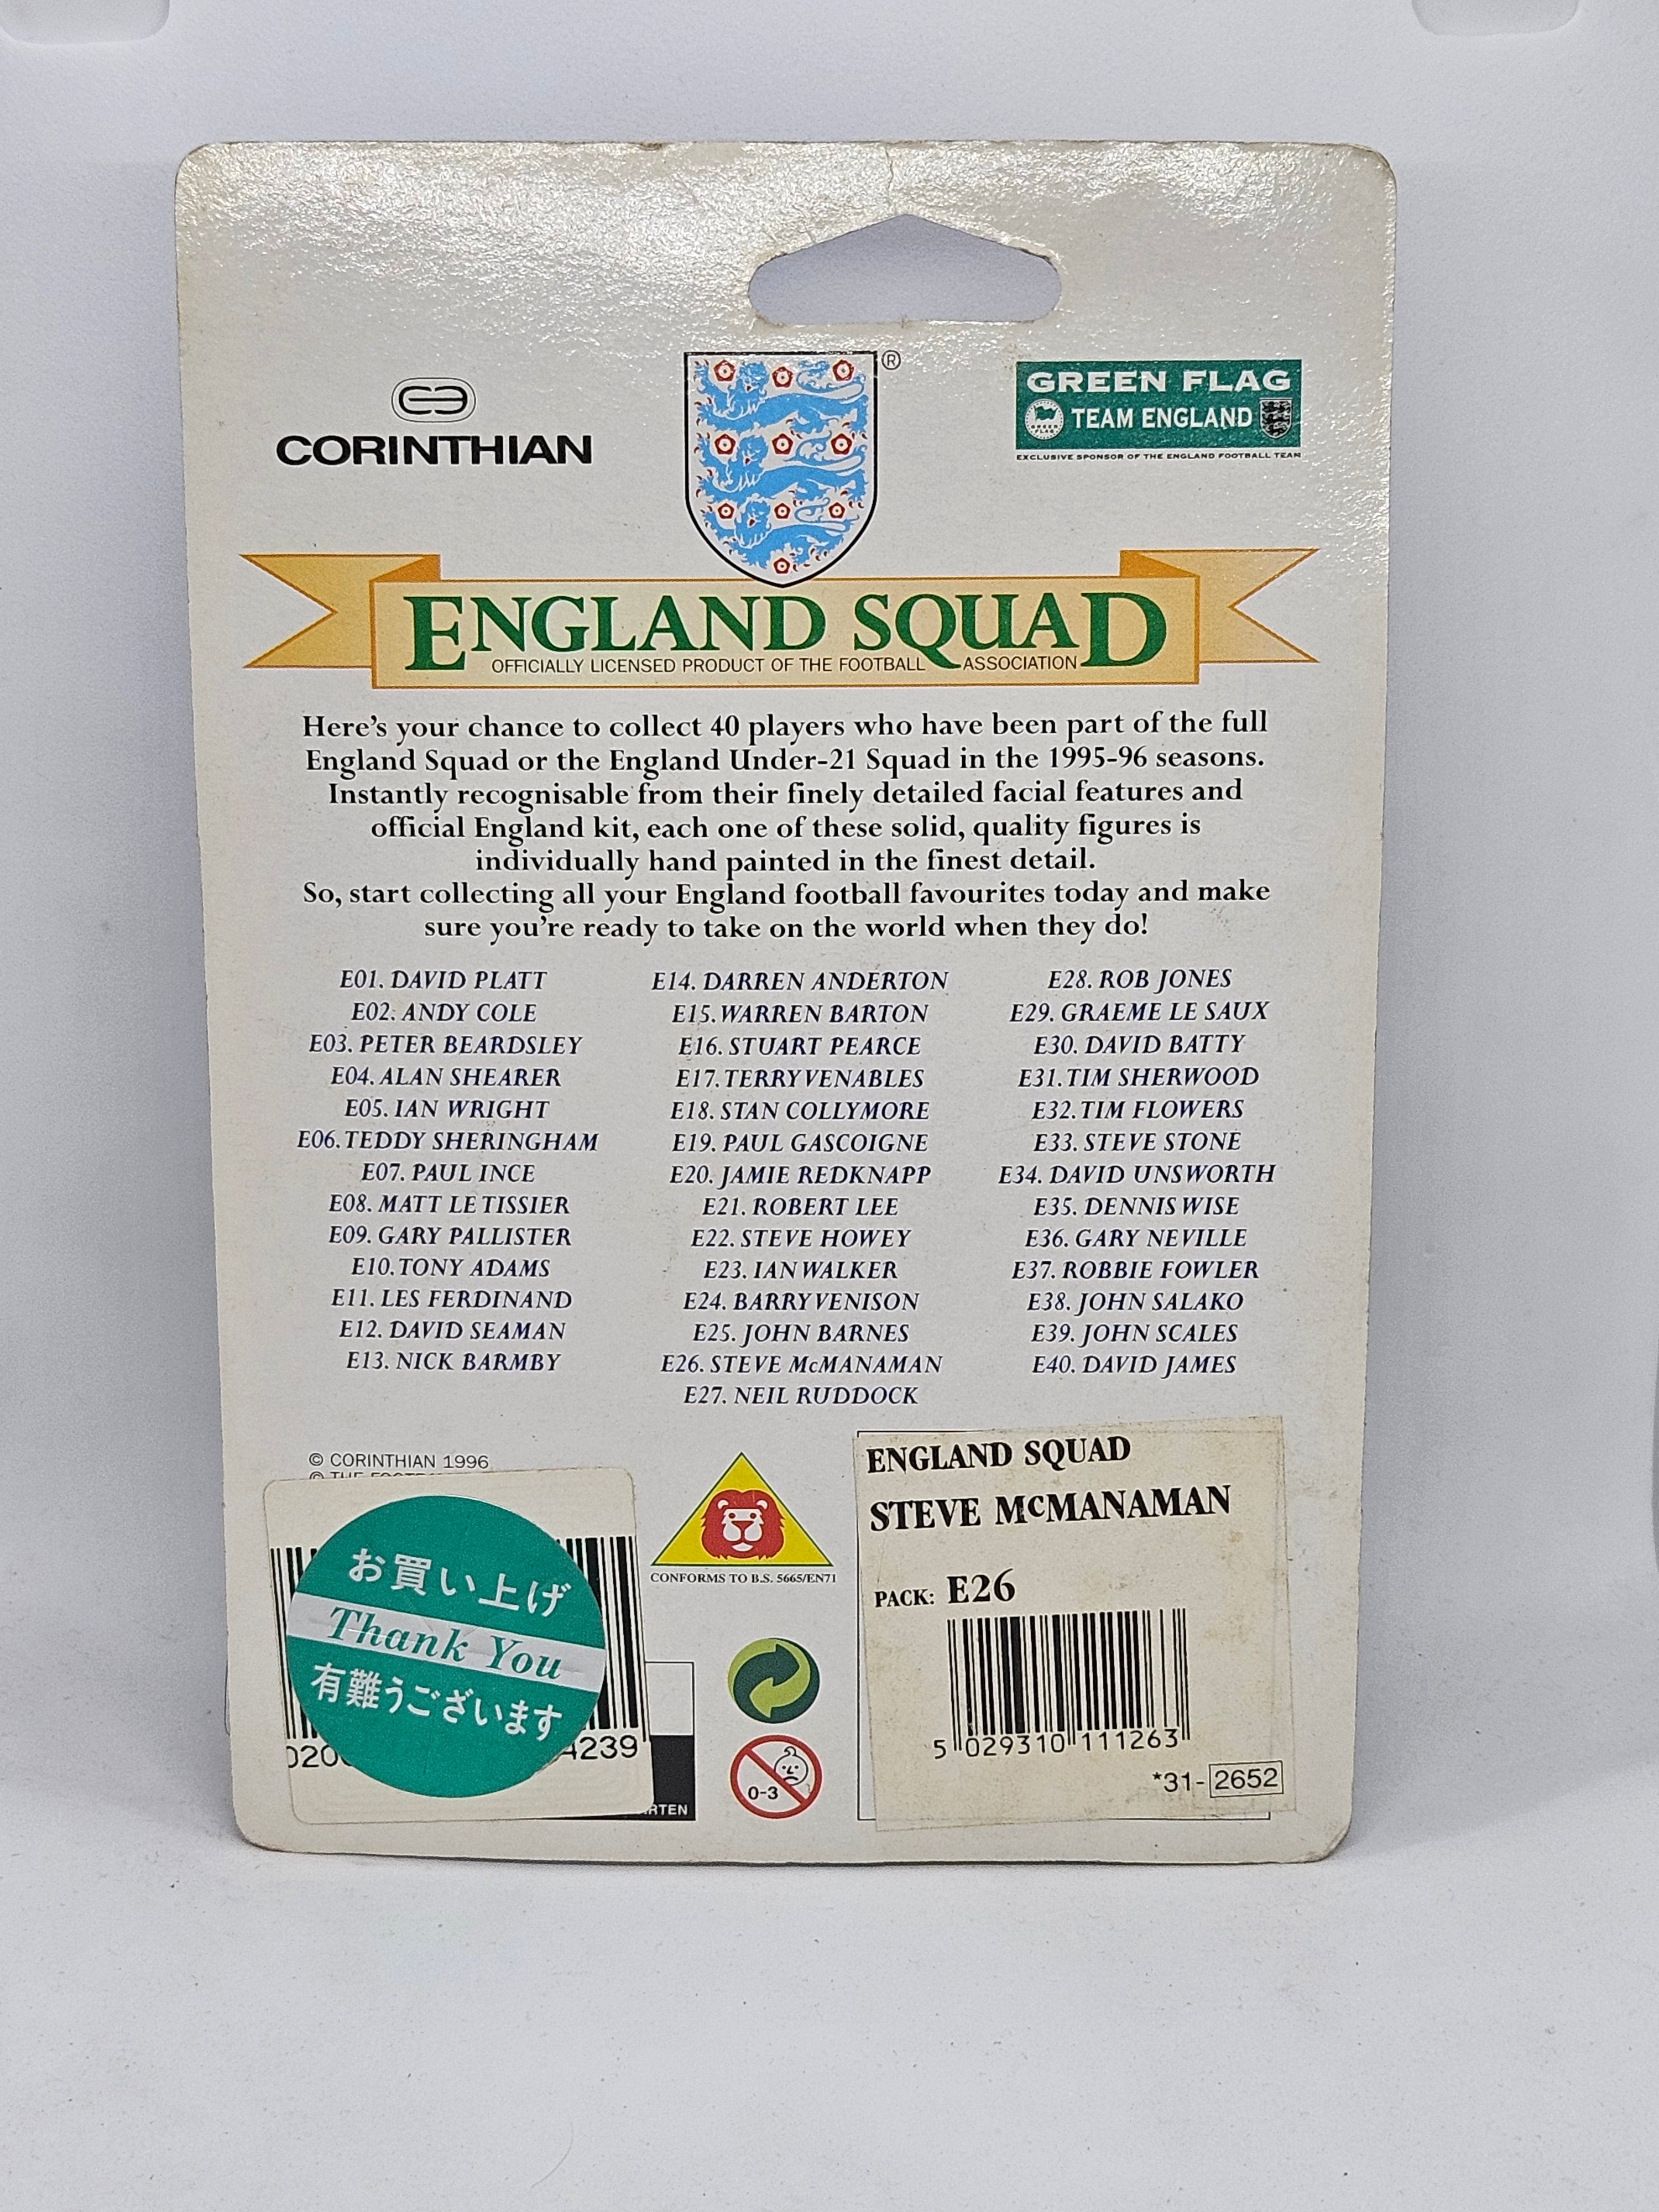 CORINTHIAN
®
GREEN FLAG
TEAM ENGLAND
EXCLUSIVE SPONSOR OF THE ENGLAND FOOTBALL TEAM
ENGLAND SQUAD
OFFICIALLY LICENSED PRODUCT OF THE FOOTBALL ASSOCIATION
Here's your chance to collect 40 players who have been part of the full
England Squad or the England Under-21 Squad in the 1995-96 seasons.
Instantly recognisable from their finely detailed facial features and
official England kit, each one of these solid, quality figures is
individually hand painted in the finest detail.
So, start collecting all your England football favourites today and make
sure you're ready to take on the world when they do!
E01. DAVID PLATT
E02. ANDY COLE
E03. PETER BEARDSLEY
E04. ALAN SHEARER
E05. IAN WRIGHT
E06. TEDDY SHERINGHAM
E07. PAUL INCE
E08. MATT LE TISSIER
E09. GARY PALLISTER
E10. TONY ADAMS
E11. LES FERDINAND
E12. DAVID SEAMAN
E13. NICK BARMBY
E14. DARREN ANDERTON
E15. WARREN BARTON
E16. STUART PEARCE
E17. TERRY VENABLES
E18. STAN COLLYMORE
E19. PAUL GASCOIGNE
E20. JAMIE REDKNAPP
E21. ROBERT LEE
E22. STEVE HOWEY
E23. IAN WALKER
E24. BARRY VENISON
E25. JOHN BARNES
E26. STEVE McMANAMAN
E27. NEIL RUDDOCK
E28. ROB JONES
E29. GRAEME LE SAUX
E30. DAVID BATTY
E31. TIM SHERWOOD
E32. TIM FLOWERS
E33. STEVE STONE
E34. DAVID UNSWORTH
E35. DENNIS WISE
E36. GARY NEVILLE
E37. ROBBIE FOWLER
E38. JOHN SALAKO
E39. JOHN SCALES
E40. DAVID JAMES
© CORINTHIAN 1996
お買い上げ
Thank You
有難うございます
4239
CONFORMS TO B.S. 5665/EN71
0-3
ENGLAND SQUAD
STEVE McMANAMAN
PACK: E26
5 029310 111263
*31-2652